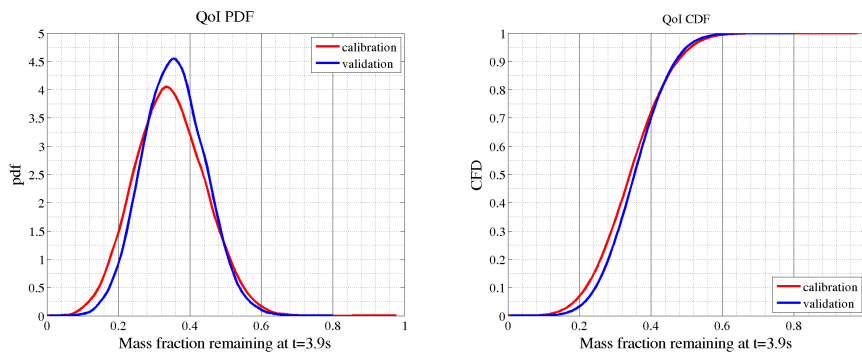 QoI PDF
5
4.5
4
3.5
3
2.5
2
1.5
1
0.5
0
pdf
calibration
validation
0 0.2 0.4 0.6 0.8 1
Mass fraction remaining at t=3.9s
QoI CDF
1
0.9
0.8
0.7
0.6
0.5
0.4
0.3
0.2
0.1
0
CFD
calibration
validation
0 0.2 0.4 0.6 0.8
Mass fraction remaining at t=3.9s